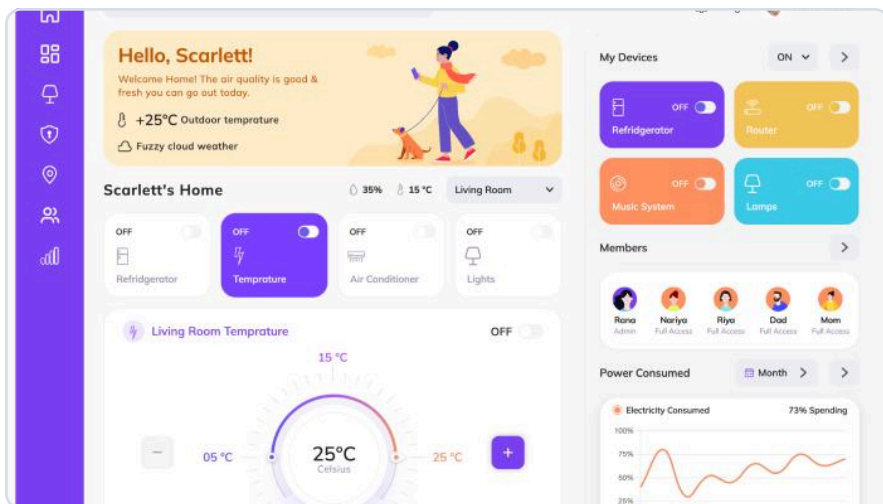 Hello, Scarlett!
Welcome Home! The air quality is good &
fresh you can go out today.
+25°C Outdoor temprature
Fuzzy cloud weather
Scarlett's Home
35%
15 °C
Living Room
OFF
Refridgerator
OFF
Temprature
OFF
Air Conditioner
OFF
Lights
Living Room Temprature
OFF
15 °C
05 °C
25°C
Celsius
25 °C
My Devices
ON
OFF
Refridgerator
OFF
Router
OFF
Music System
OFF
Lamps
Members
Rana
Admin
Nariya
Full Access
Riya
Full Access
Dad
Full Access
Mom
Full Access
Power Consumed
Month
Electricity Consumed
73% Spending
100%
75%
50%
25%